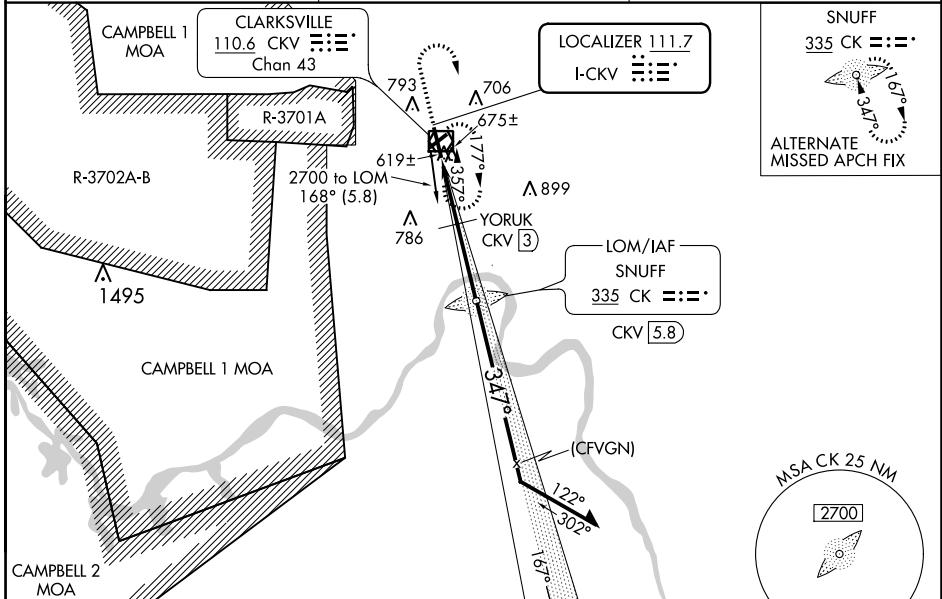 CAMPBELL 1
MOA
CLARKSVILLE
110.6 CKV
Chan 43
LOCALIZER 111.7
I-CKV
SNUFF
335 CK
167°
347°
ALTERNATE
MISSED APCH FIX
793
706
675±
R-3701A
619±
177°
357°
R-3702A-B
2700 to LOM
168° (5.8)
899
786
YORUK
CKV 3
1495
LOM/IAF
SNUFF
335 CK
CKV 5.8
CAMPBELL 1 MOA
347°
(CFVGN)
122°
302°
167°
MSA CK 25 NM
2700
CAMPBELL 2
MOA